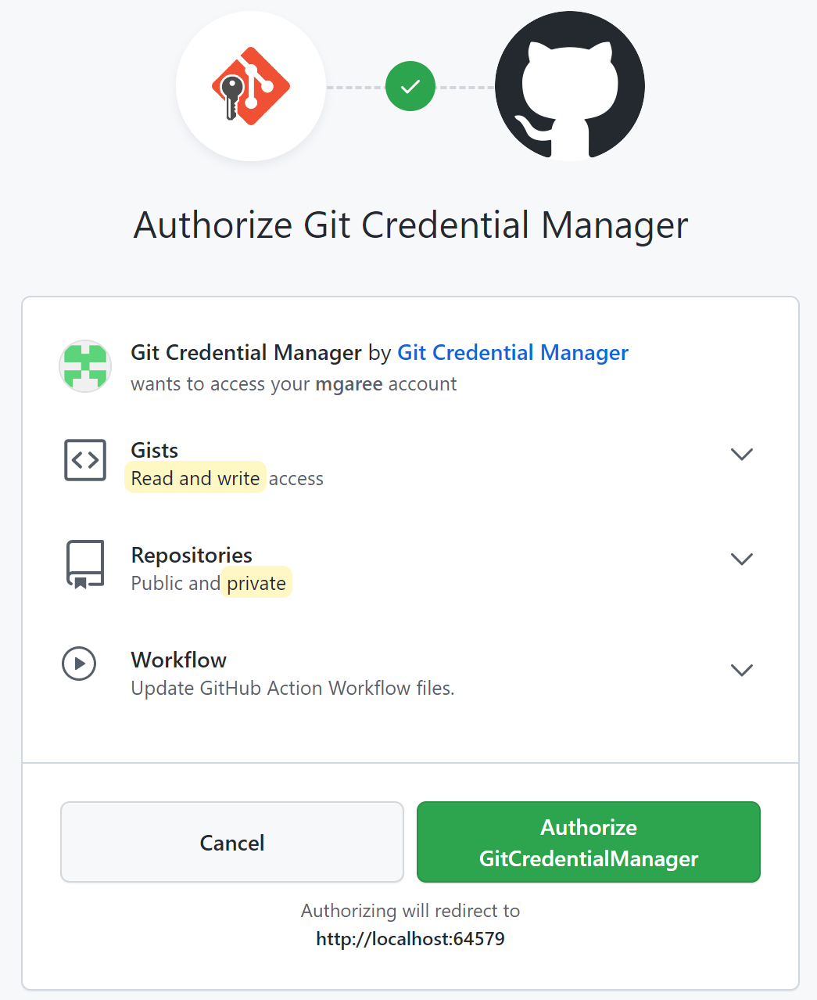 Authorize Git Credential Manager
Git Credential Manager by Git Credential Manager
wants to access your mgaree account
Gists
Read and write access
Repositories
Public and private
Workflow
Update GitHub Action Workflow files.
Cancel
Authorize
GitCredentialManager
Authorizing will redirect to
http://localhost:64579